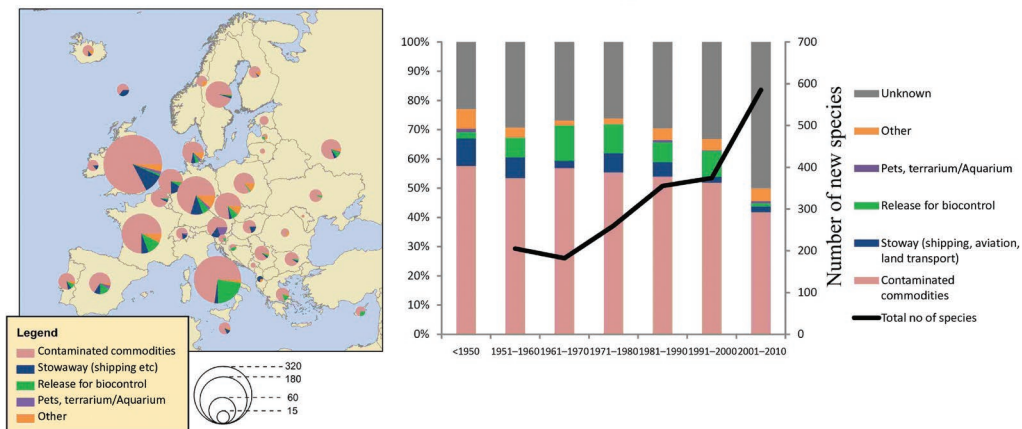 Legend
Contaminated commodities
Stowaway (shipping etc)
Release for biocontrol
Pets, terrarium/Aquarium
Other
320
180
60
15
100%
90%
80%
70%
60%
50%
40%
30%
20%
10%
0%
<1950
1951–1960
1961–1970
1971–1980
1981–1990
1991–2000
2001–2010
700
600
500
400
300
200
100
0
Number of new species
Unknown
Other
Pets, terrarium/Aquarium
Release for biocontrol
Stoway (shipping, aviation,
land transport)
Contaminated
commodities
Total no of species